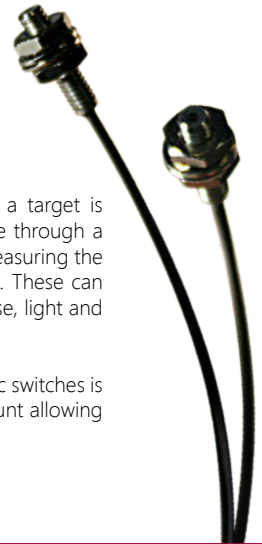 a target is
e through a
easuring the
. These can
se, light and
c switches is
unt allowing